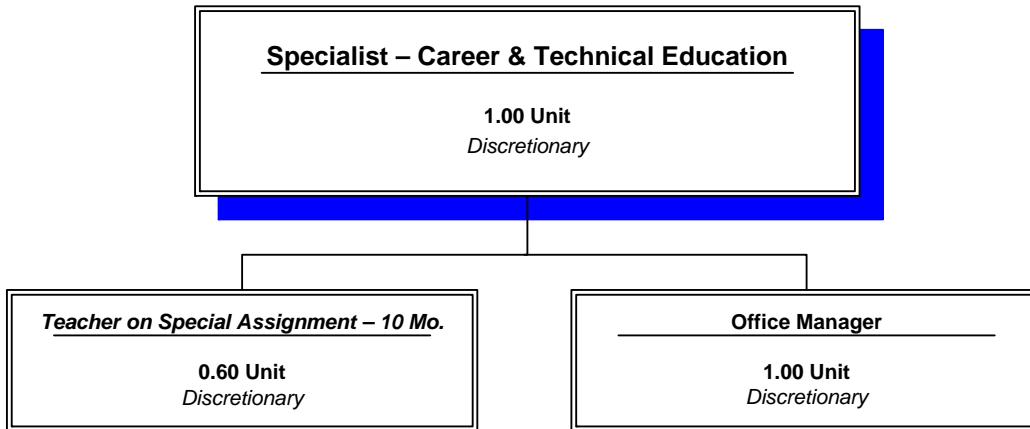 Specialist – Career & Technical Education
1.00 Unit
Discretionary
Teacher on Special Assignment – 10 Mo.
0.60 Unit
Discretionary
Office Manager
1.00 Unit
Discretionary